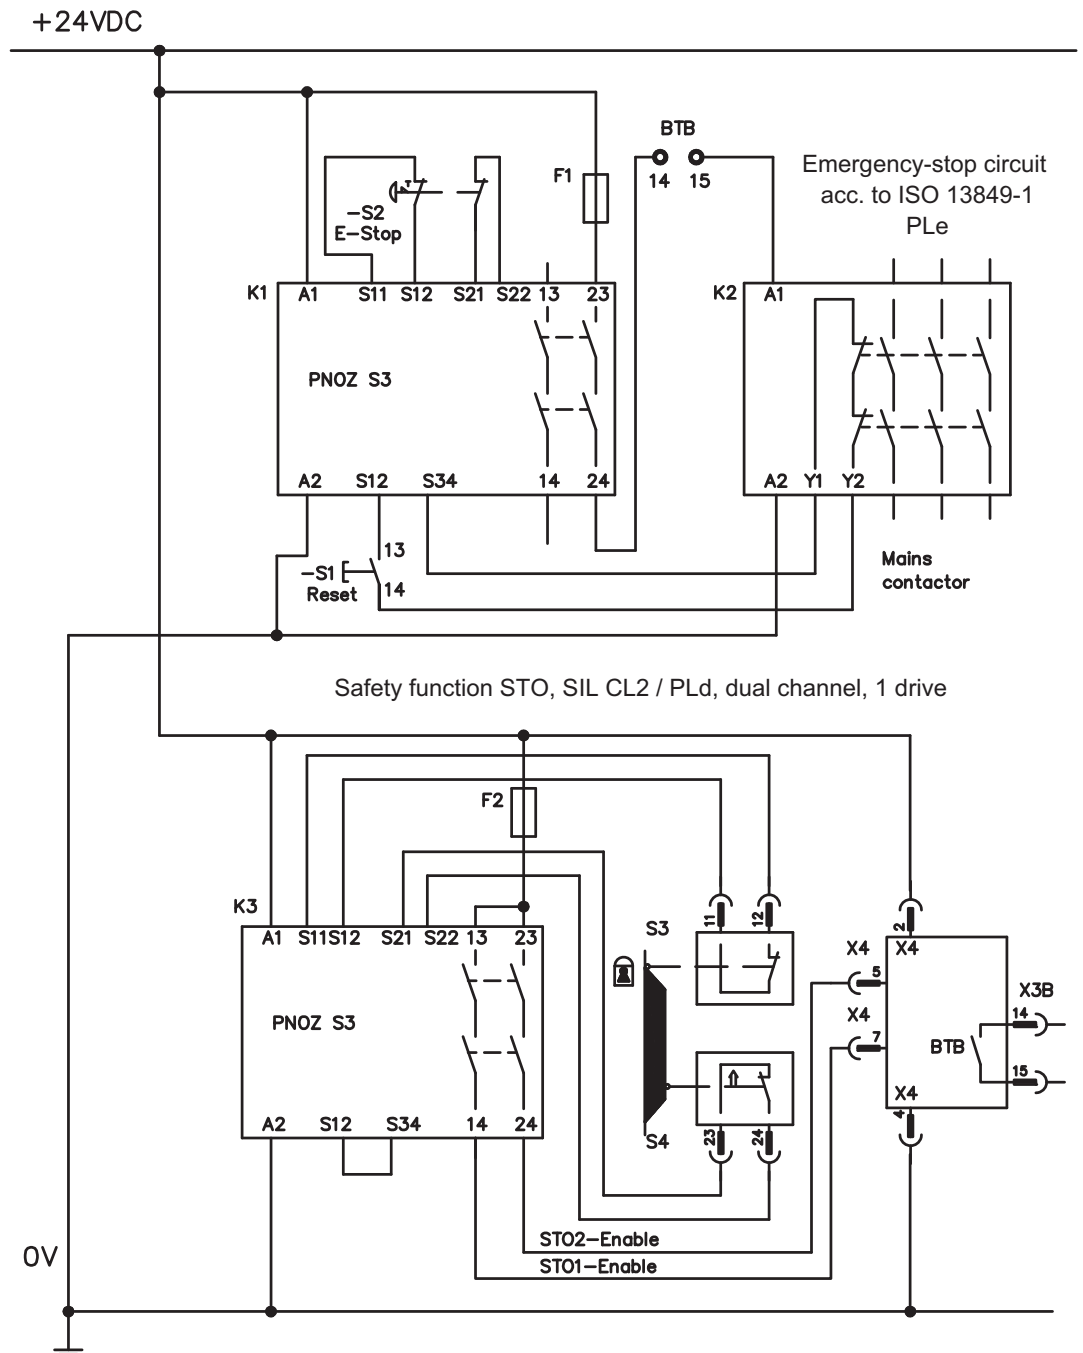 +24VDC
BTB
14 15
F1
Emergency-stop circuit
acc. to ISO 13849-1
PLe
-S2
E-Stop
K1
A1 S11 S12 S21 S22 13 23
K2
A1
PNOZ S3
A2 S12 S34 14 24
A2 Y1 Y2
13
-S1
14
Reset
Mains
contactor
Safety function STO, SIL CL2 / PLd, dual channel, 1 drive
F2
K3
A1 S11 S12 S21 S22 13 23
11 12
S3
2
X4
X4
5
X3B
X4
14
7
PNOZ S3
BTB
15
X4
4
A2 S12 S34 14 24
S4
23 24
STO2-Enable
STO1-Enable
0V